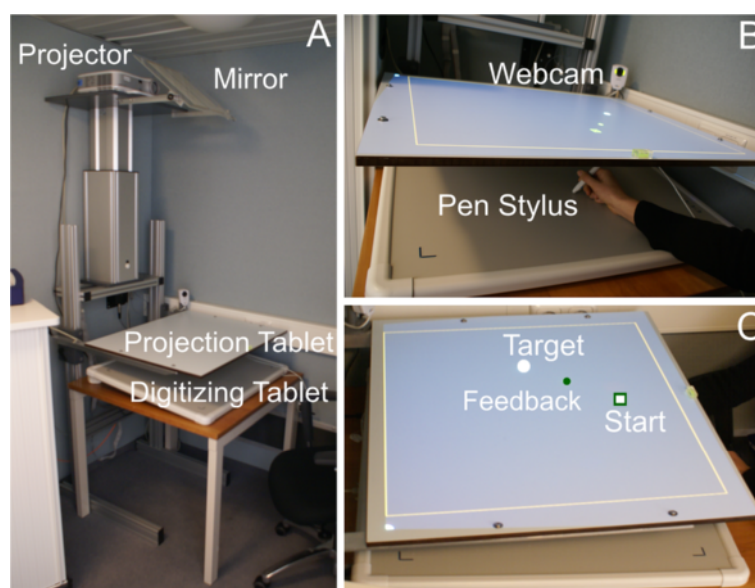 A
Projector
Mirror
Projection Tablet
Digitizing Tablet
B
Webcam
Pen Stylus
C
Target
Feedback
Start